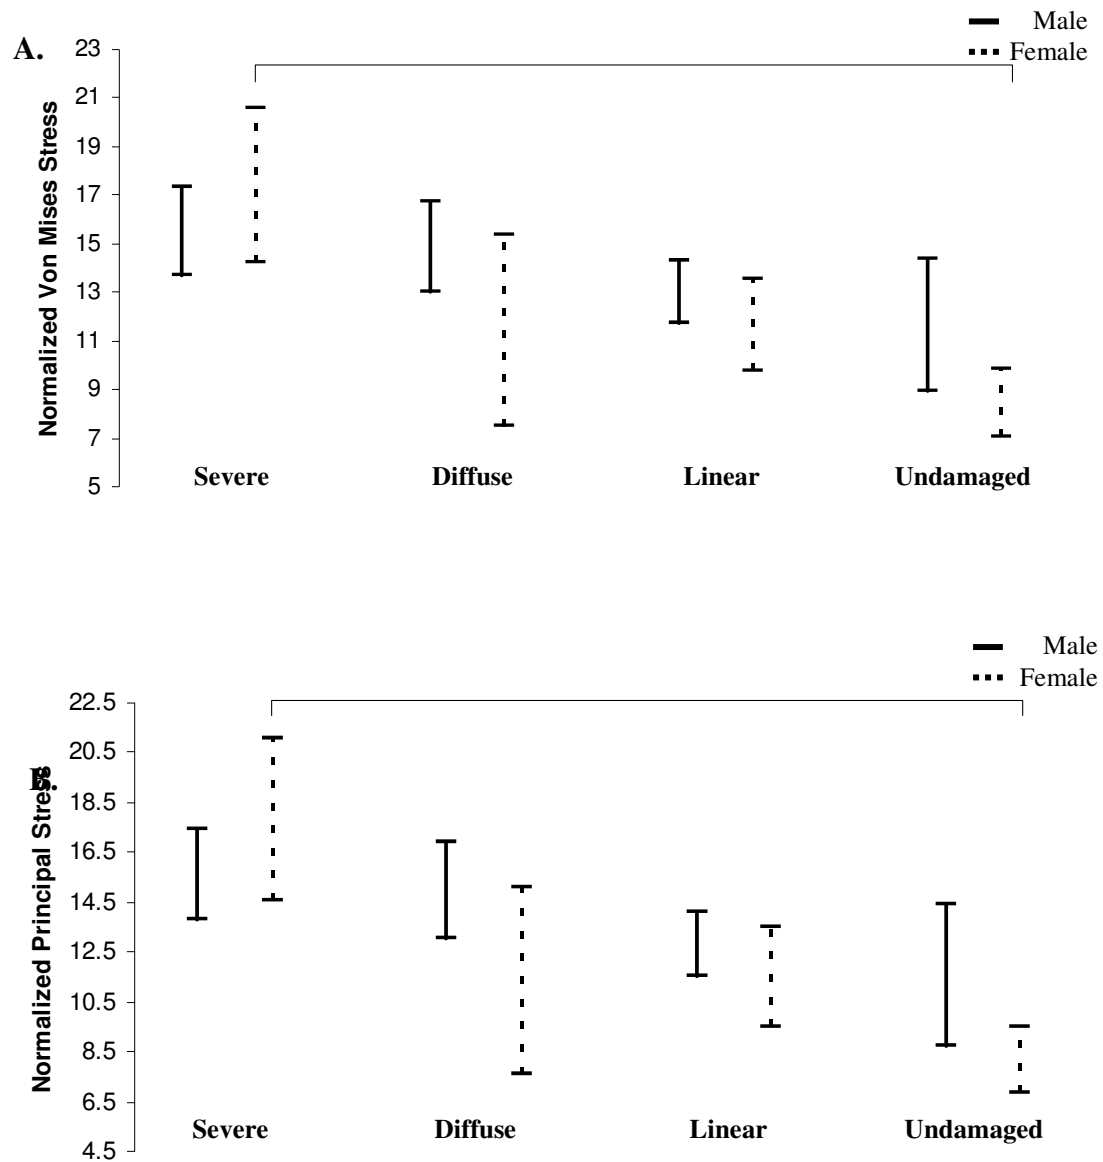 Male
Female
A.
23
21
19
17
15
13
11
9
7
5
Normalized Von Mises Stress
Severe Diffuse Linear Undamaged
Male
Female
B.
22.5
20.5
18.5
16.5
14.5
12.5
10.5
8.5
6.5
4.5
Normalized Principal Stress
Severe Diffuse Linear Undamaged